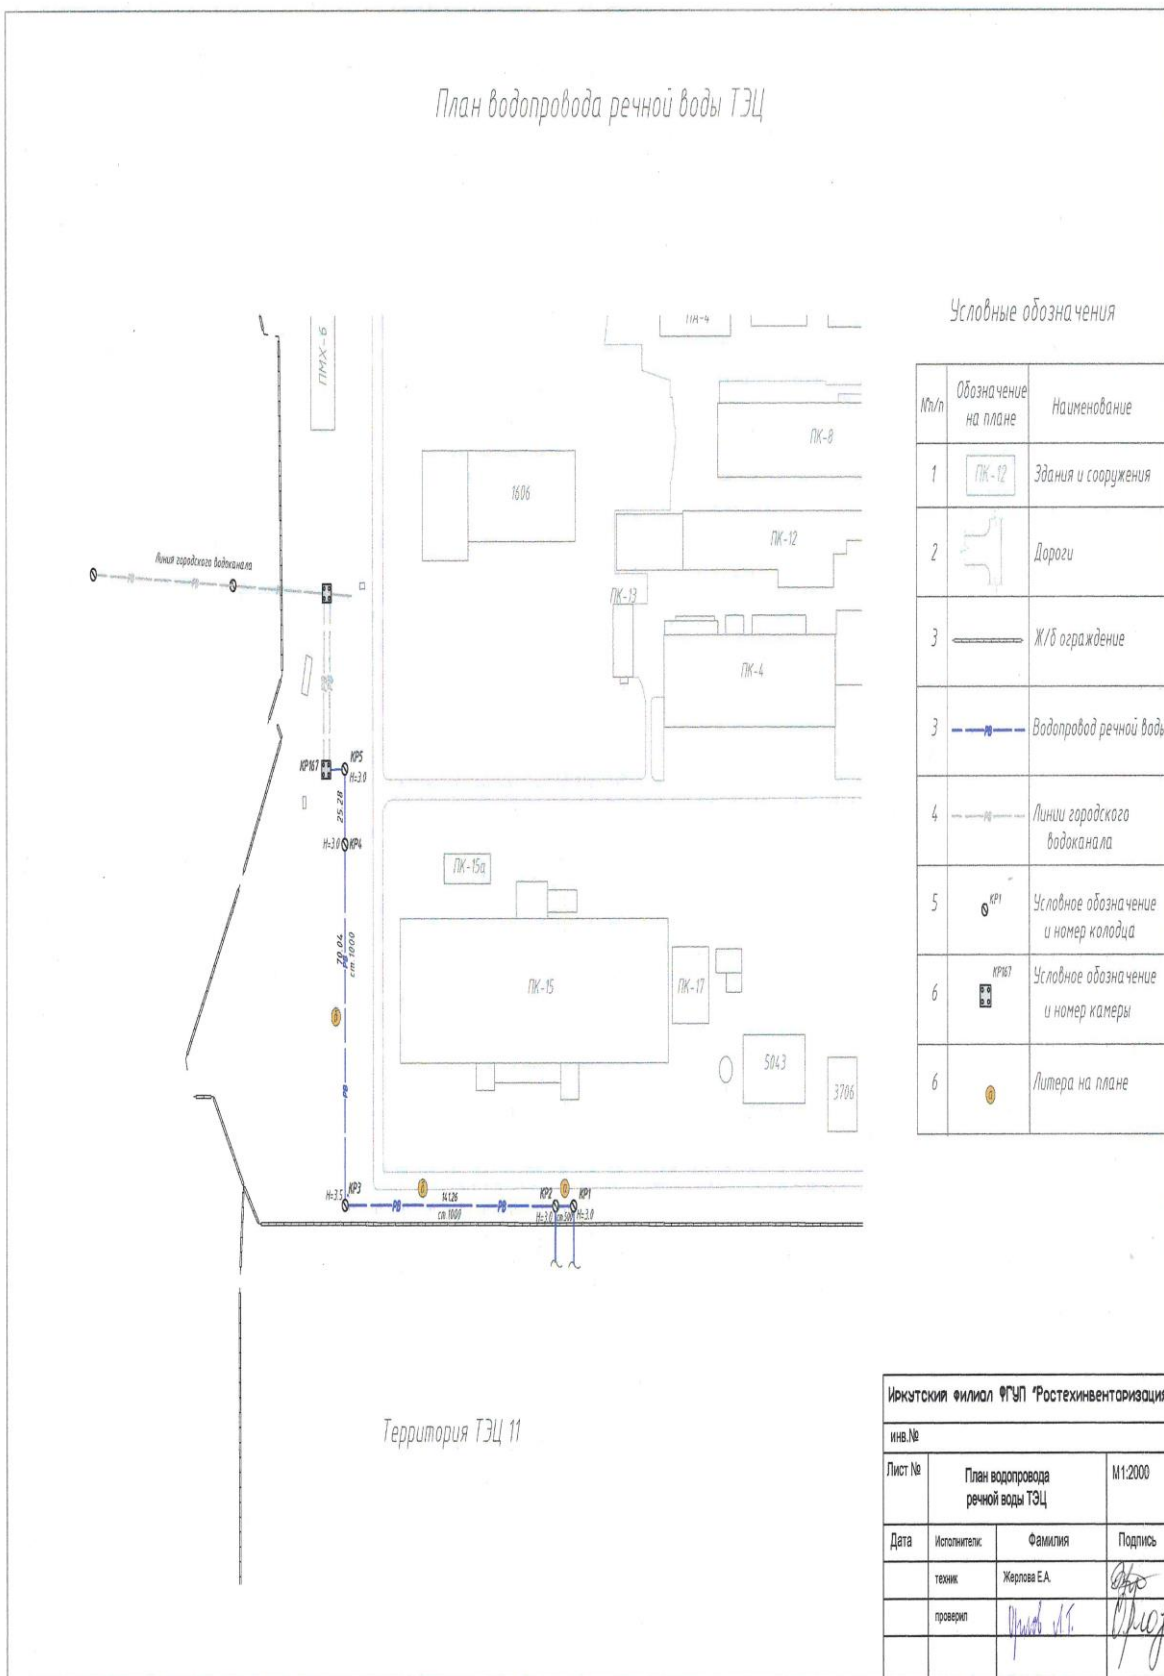 План водопровода речной воды ТЭЦ
Условные обозначения
№п/п
Обозначение
на плане
Наименование
1
ПК-12
Здания и сооружения
2
Дороги
3
Ж/б ограждение
3
РВ
Водопровод речной воды
4
РВ
Линии городского
водоканала
5
КР1
Условное обозначение
и номер колодца
6
КР167
Условное обозначение
и номер камеры
6
Литера на плане
ПМХ-6
ПК-8
1606
ПК-12
Линия городского водоканала
РВ
РВ
РВ
ПК-13
ПК-4
КР167
КР5
Н=3.0
25.28
Н=3.0
КР4
ПК-15а
70.04
РВ
ст.1000
ПК-15
ПК-17
5043
3706
РВ
КР3
Н=3.5
РВ
141.26
ст.1000
РВ
КР2
КР1
Н=3.0
ст.500
Н=3.0
Территория ТЭЦ 11
Иркутский филиал ФГУП "Ростехинвентаризация
инв.№
Лист №
План водопровода
речной воды ТЭЦ
М1:2000
Дата
Исполнители:
Фамилия
Подпись
техник
Жерлова Е.А.
проверил